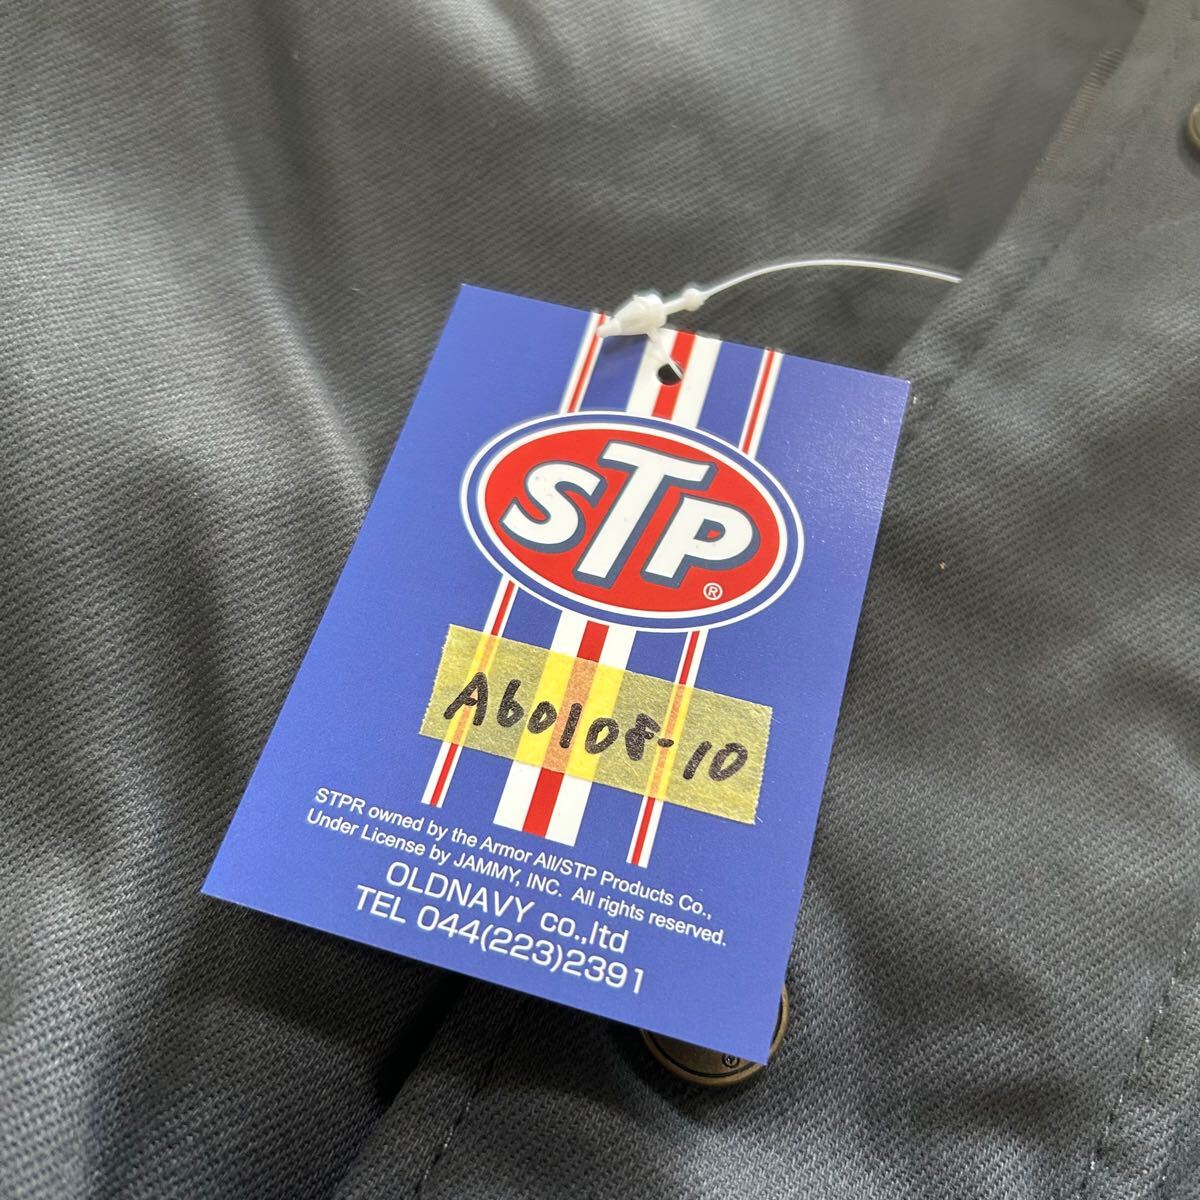 STP®
A60108-10
STPR owned by the Armor All/STP Products Co.,
Under License by JAMMY, INC. All rights reserved.
OLDNAVY co.,ltd
TEL 044(223)2391
®